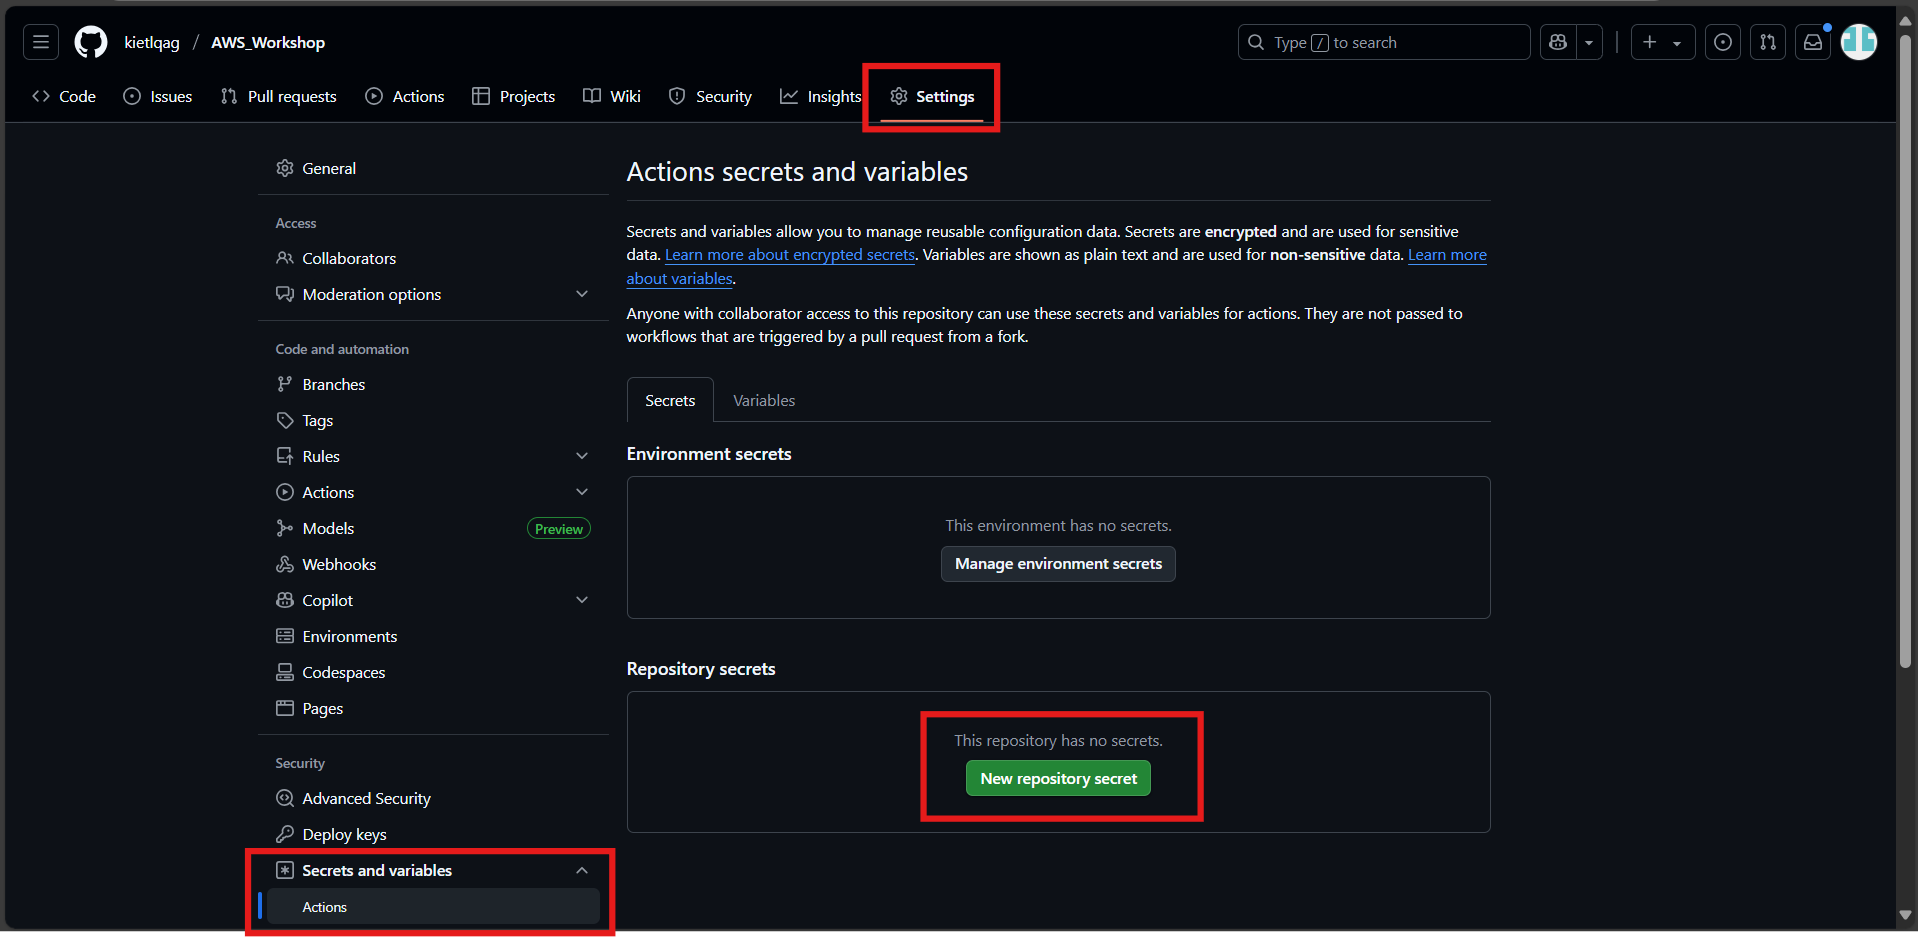 kietlqag / AWS_Workshop
Type / to search
Code Issues Pull requests Actions Projects Wiki Security Insights Settings
General
Access
Collaborators
Moderation options
Code and automation
Branches
Tags
Rules
Actions
Models Preview
Webhooks
Copilot
Environments
Codespaces
Pages
Security
Advanced Security
Deploy keys
Secrets and variables
Actions
Actions secrets and variables
Secrets and variables allow you to manage reusable configuration data. Secrets are encrypted and are used for sensitive
data. Learn more about encrypted secrets. Variables are shown as plain text and are used for non-sensitive data. Learn more
about variables.
Anyone with collaborator access to this repository can use these secrets and variables for actions. They are not passed to
workflows that are triggered by a pull request from a fork.
Secrets Variables
Environment secrets
This environment has no secrets.
Manage environment secrets
Repository secrets
This repository has no secrets.
New repository secret